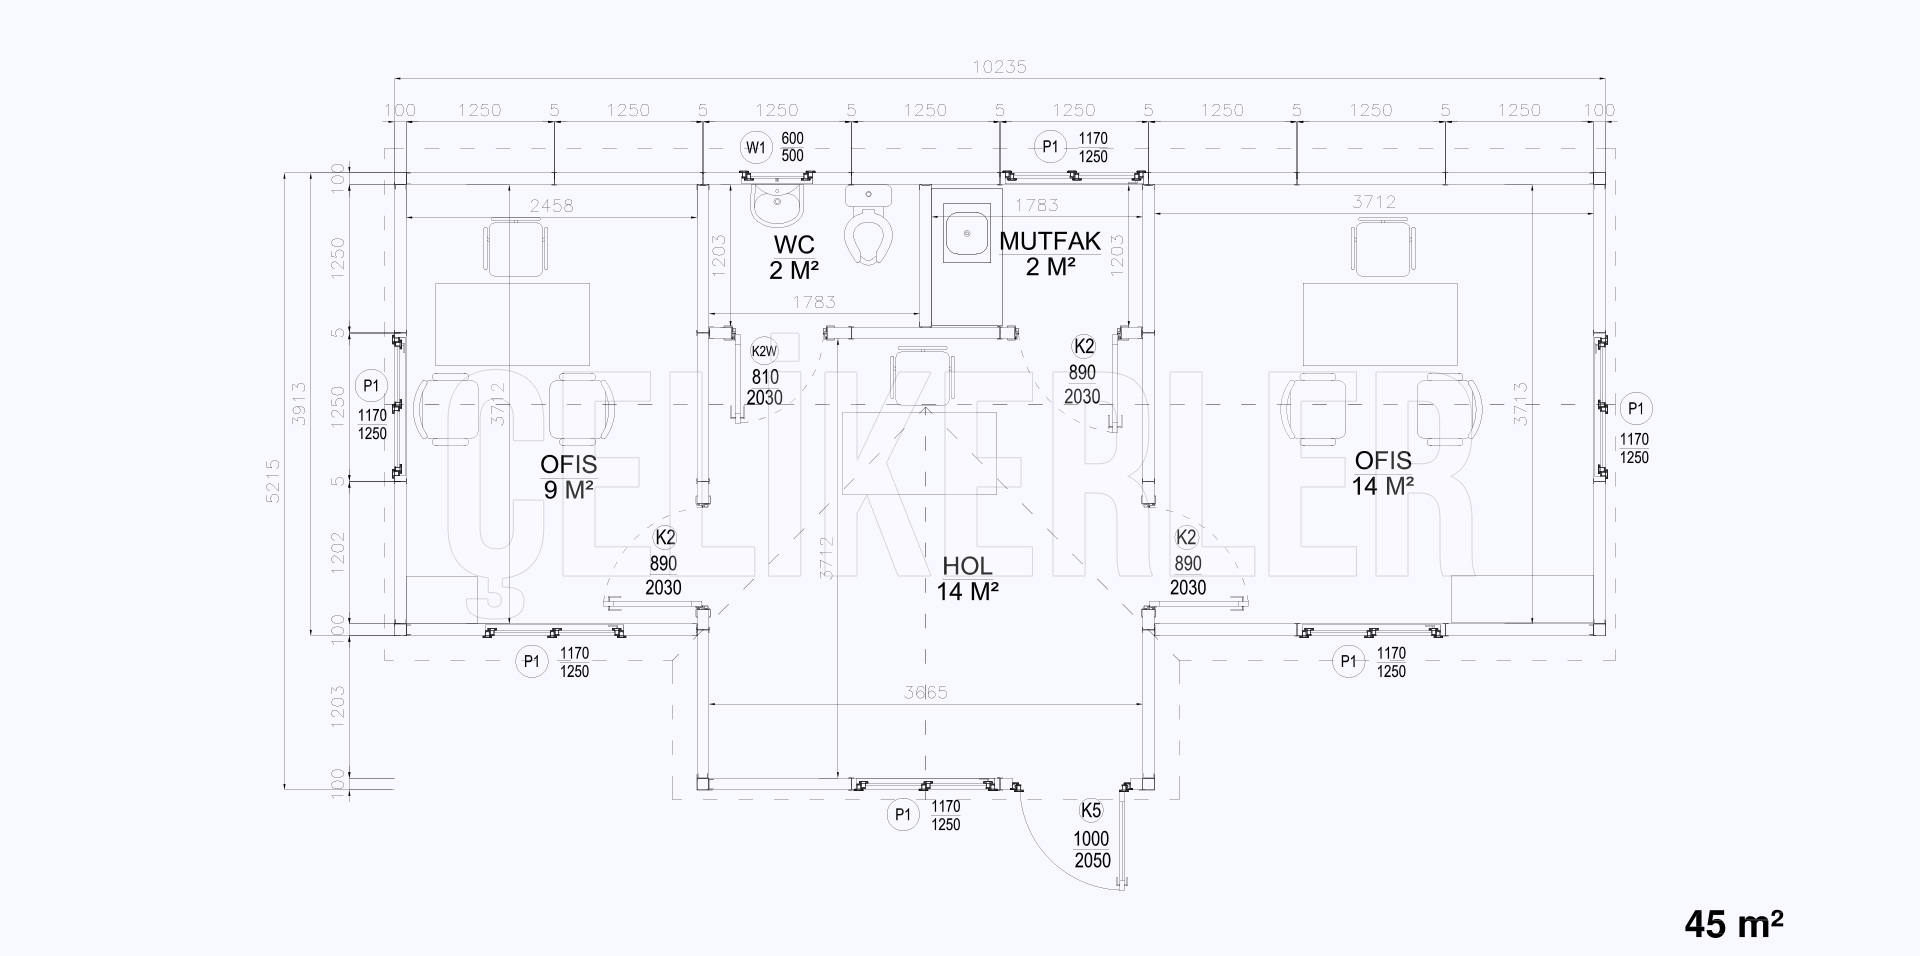 10235
100 1250 5 1250 5 1250 5 1250 5 1250 5 1250 5 1250 5 1250 100
W1 600
500
P1 1170
1250
100
2458
1783
3712
1203
WC
2 M²
MUTFAK
2 M²
1203
1250
1783
5
K2W
810
2030
K2
890
2030
P1
1170
1250
3913
1250
3712
3713
P1
1170
1250
ÇELİKERLER
5215
5
OFIS
9 M²
OFIS
14 M²
1202
K2
890
2030
3712
HOL
14 M²
K2
890
2030
100
P1 1170
1250
P1 1170
1250
1203
3665
100
P1 1170
1250
K5
1000
2050
45 m²